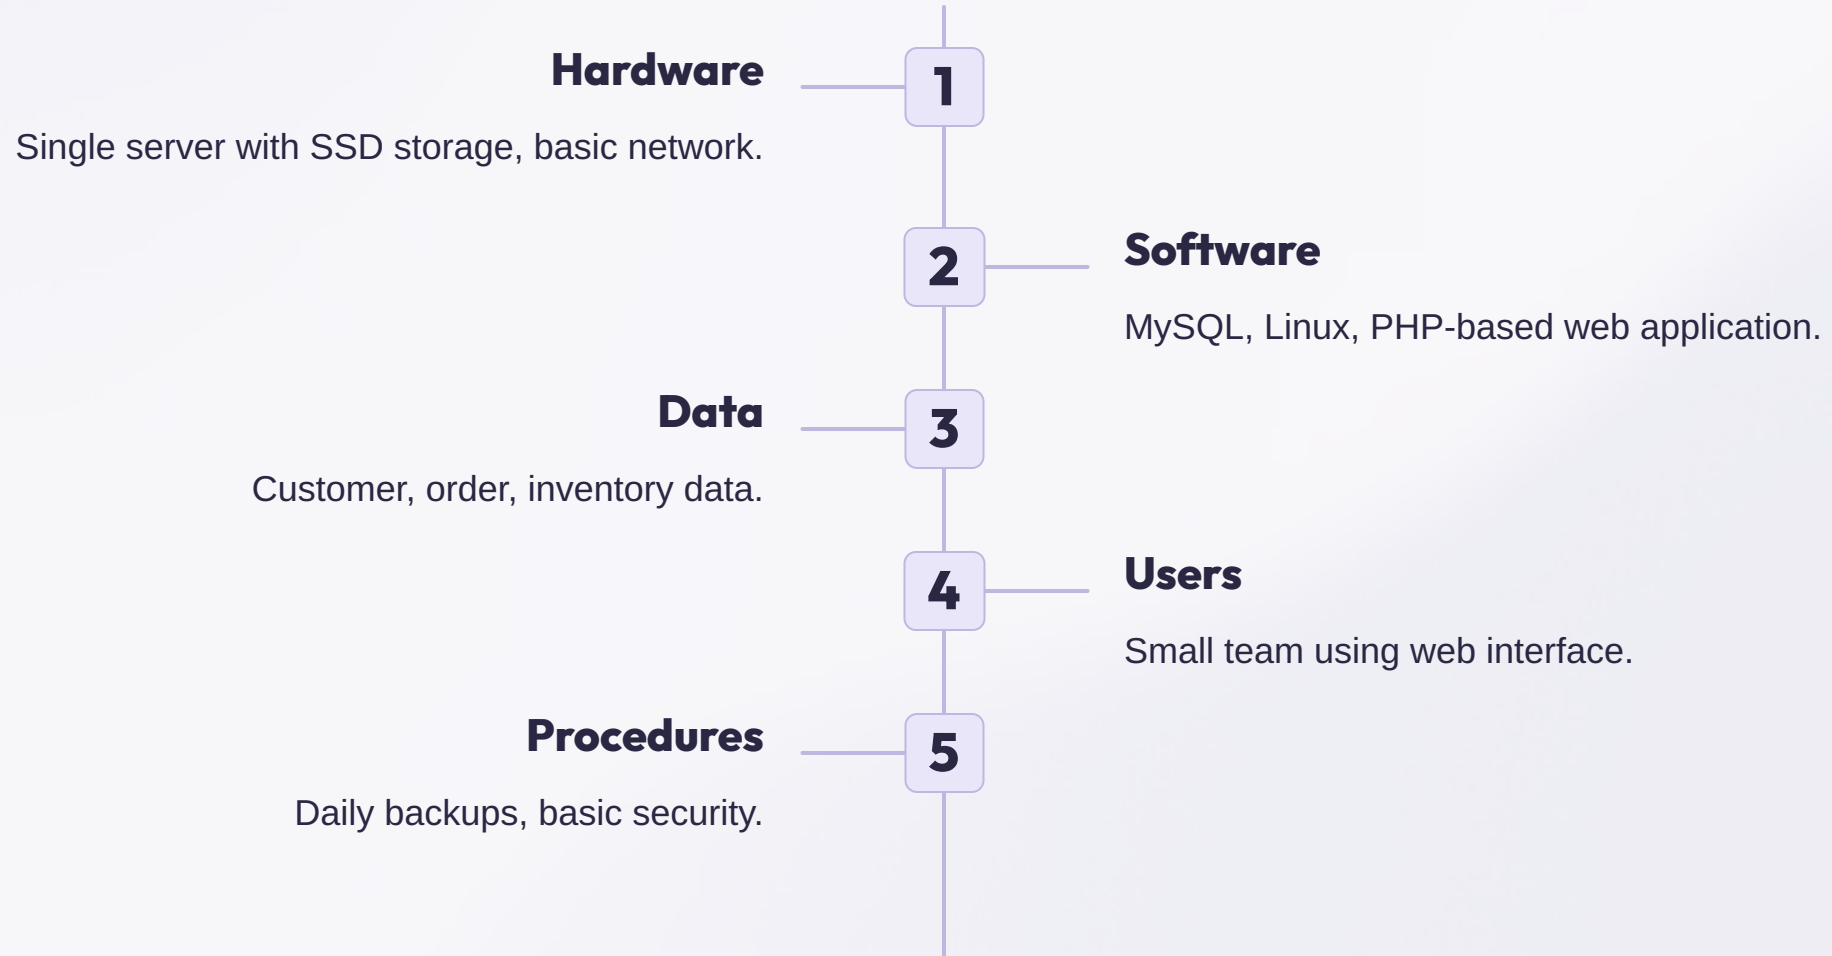 Hardware
1
Single server with SSD storage, basic network.
2
Software
MySQL, Linux, PHP-based web application.
Data
3
Customer, order, inventory data.
4
Users
Small team using web interface.
Procedures
5
Daily backups, basic security.